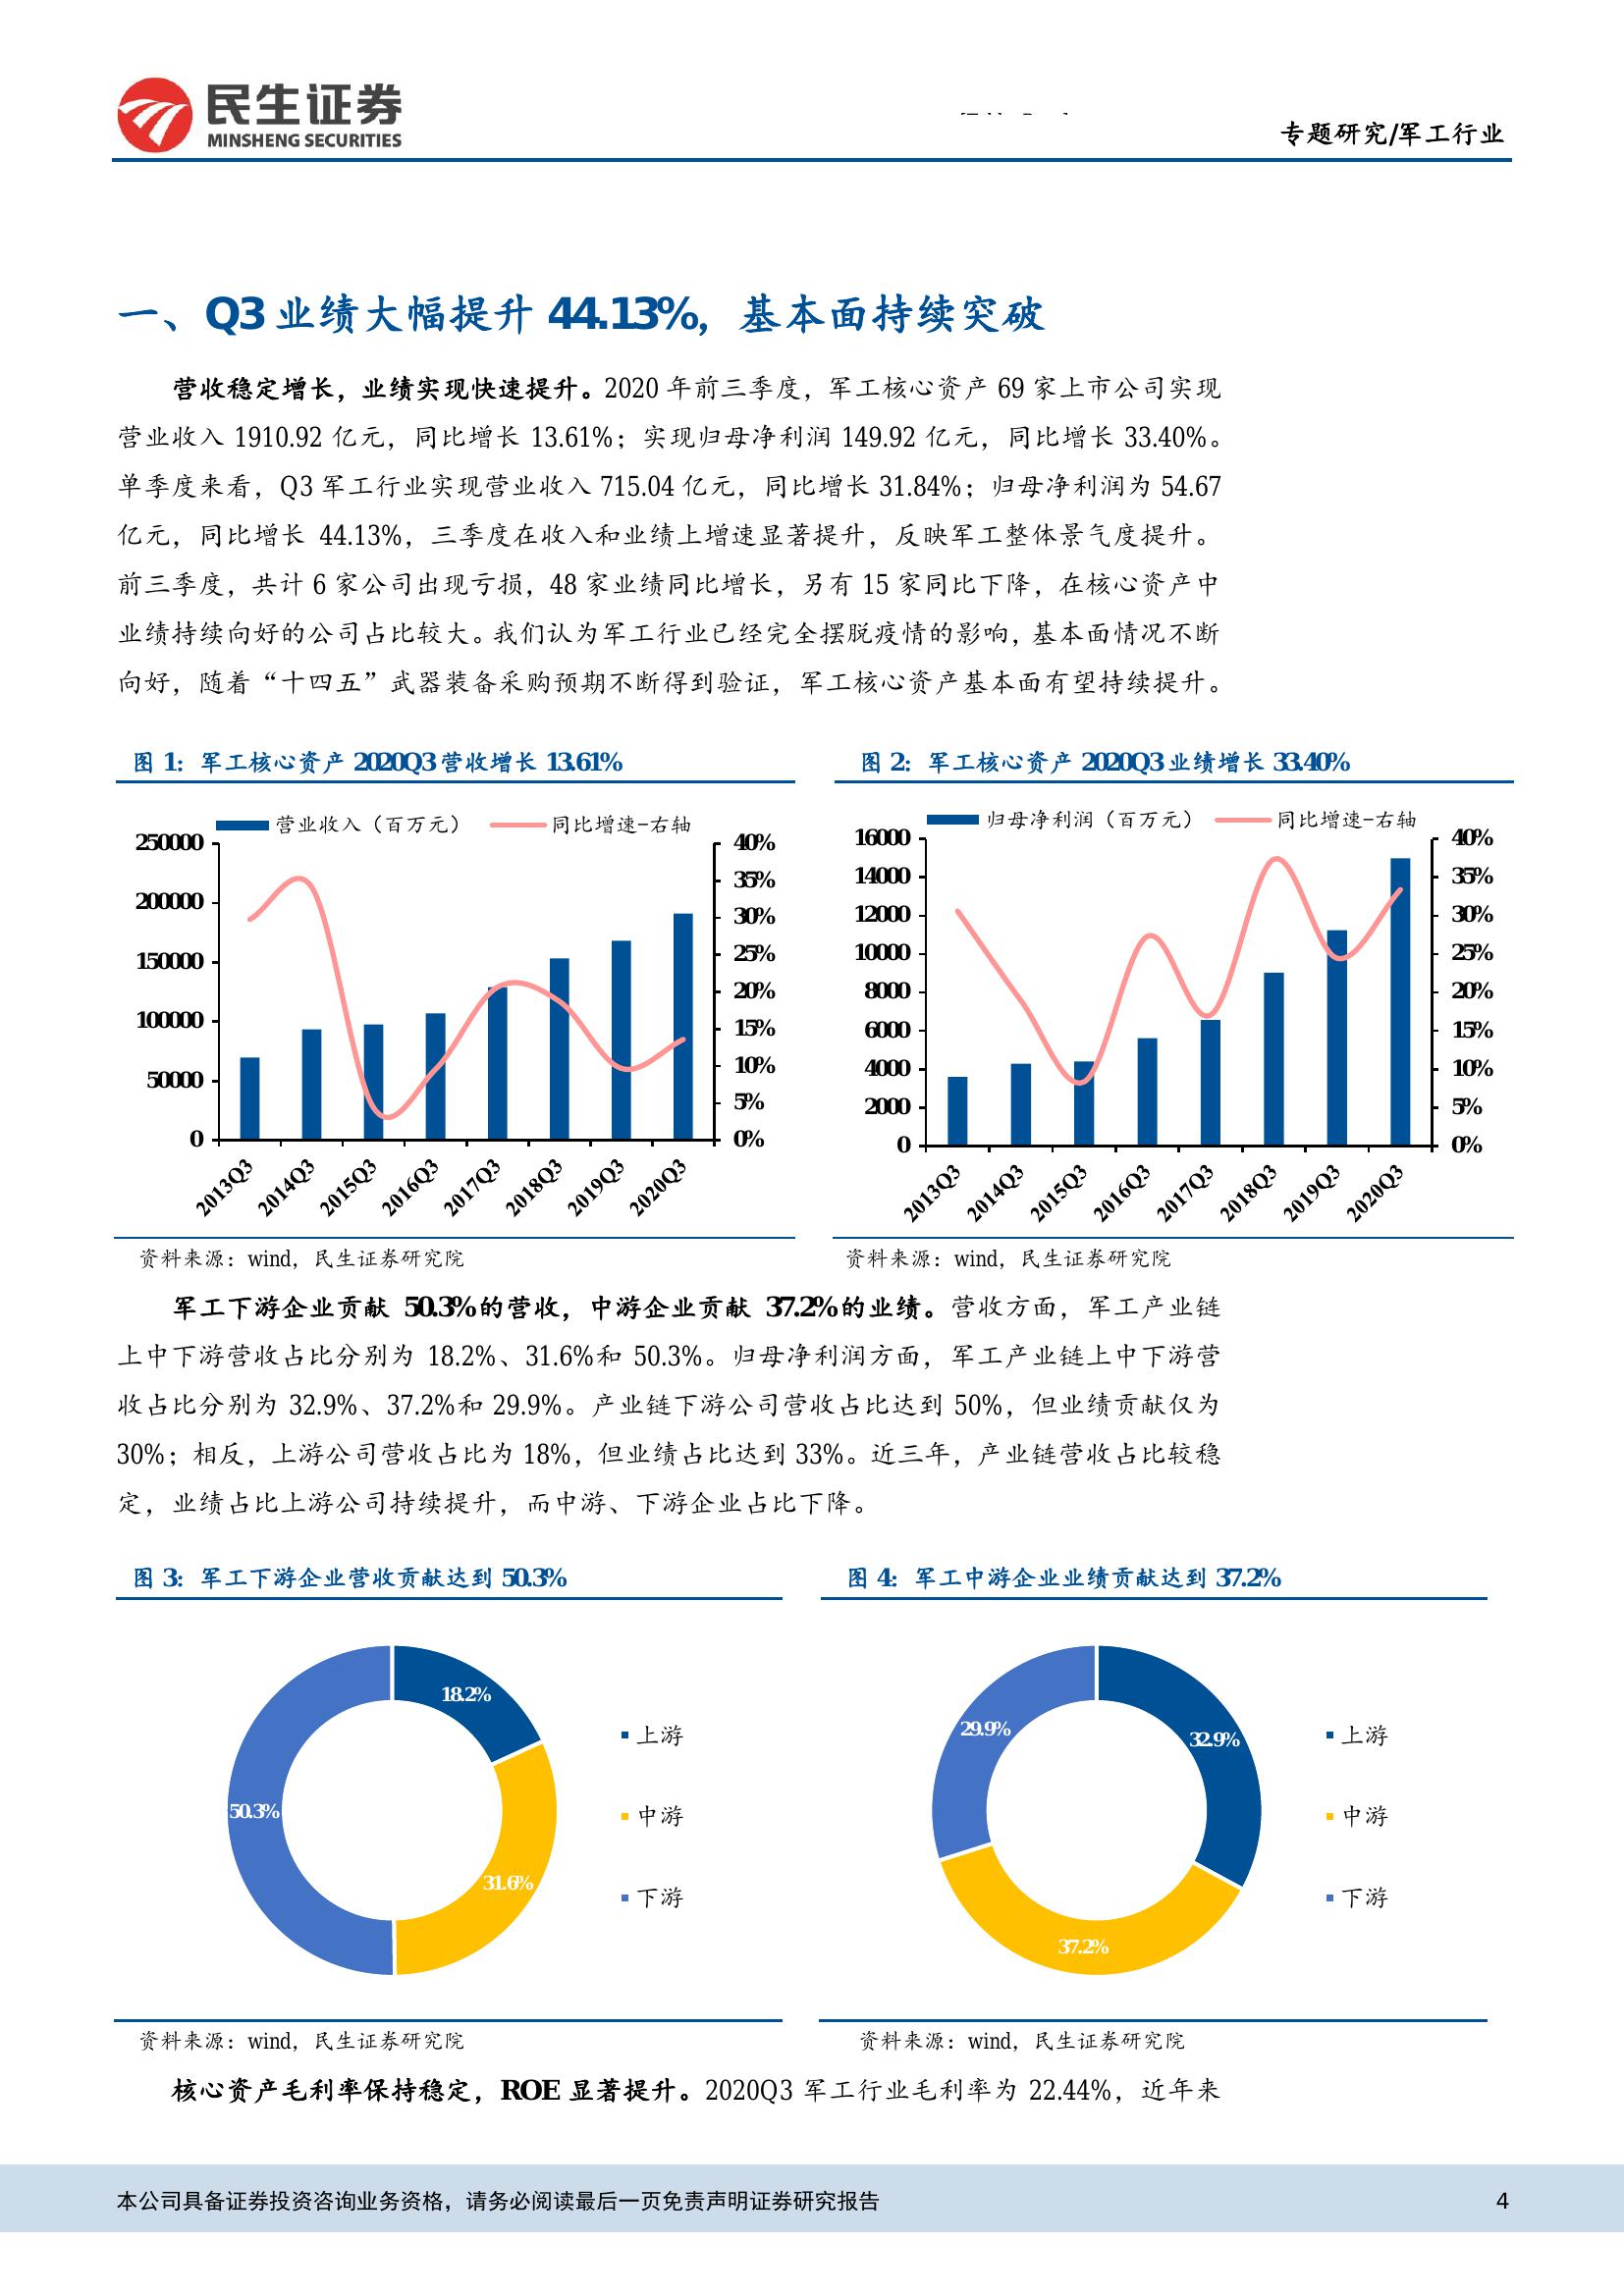 民生证券
MINSHENG SECURITIES
专题研究/军工行业
一、Q3 业绩大幅提升 44.13%，基本面持续突破
营收稳定增长，业绩实现快速提升。2020 年前三季度，军工核心资产 69 家上市公司实现
营业收入 1910.92 亿元，同比增长 13.61%；实现归母净利润 149.92 亿元，同比增长 33.40%。
单季度来看，Q3 军工行业实现营业收入 715.04 亿元，同比增长 31.84%；归母净利润为 54.67
亿元，同比增长 44.13%，三季度在收入和业绩上增速显著提升，反映军工整体景气度提升。
前三季度，共计 6 家公司出现亏损，48 家业绩同比增长，另有 15 家同比下降，在核心资产中
业绩持续向好的公司占比较大。我们认为军工行业已经完全摆脱疫情的影响，基本面情况不断
向好，随着“十四五”武器装备采购预期不断得到验证，军工核心资产基本面有望持续提升。
图 1：军工核心资产 2020Q3 营收增长 13.61%
营业收入（百万元） 同比增速-右轴
250000
200000
150000
100000
50000
0
40%
35%
30%
25%
20%
15%
10%
5%
0%
2013Q3 2014Q3 2015Q3 2016Q3 2017Q3 2018Q3 2019Q3 2020Q3
资料来源：wind，民生证券研究院
图 2：军工核心资产 2020Q3 业绩增长 33.40%
归母净利润（百万元） 同比增速-右轴
16000
14000
12000
10000
8000
6000
4000
2000
0
40%
35%
30%
25%
20%
15%
10%
5%
0%
2013Q3 2014Q3 2015Q3 2016Q3 2017Q3 2018Q3 2019Q3 2020Q3
资料来源：wind，民生证券研究院
军工下游企业贡献 50.3%的营收，中游企业贡献 37.2%的业绩。营收方面，军工产业链
上中下游营收占比分别为 18.2%、31.6%和 50.3%。归母净利润方面，军工产业链上中下游营
收占比分别为 32.9%、37.2%和 29.9%。产业链下游公司营收占比达到 50%，但业绩贡献仅为
30%；相反，上游公司营收占比为 18%，但业绩占比达到 33%。近三年，产业链营收占比较稳
定，业绩占比上游公司持续提升，而中游、下游企业占比下降。
图 3：军工下游企业营收贡献达到 50.3%
18.2%
50.3%
31.6%
上游
中游
下游
资料来源：wind，民生证券研究院
图 4：军工中游企业业绩贡献达到 37.2%
29.9%
32.9%
37.2%
上游
中游
下游
资料来源：wind，民生证券研究院
核心资产毛利率保持稳定，ROE 显著提升。2020Q3 军工行业毛利率为 22.44%，近年来
本公司具备证券投资咨询业务资格，请务必阅读最后一页免责声明证券研究报告
4